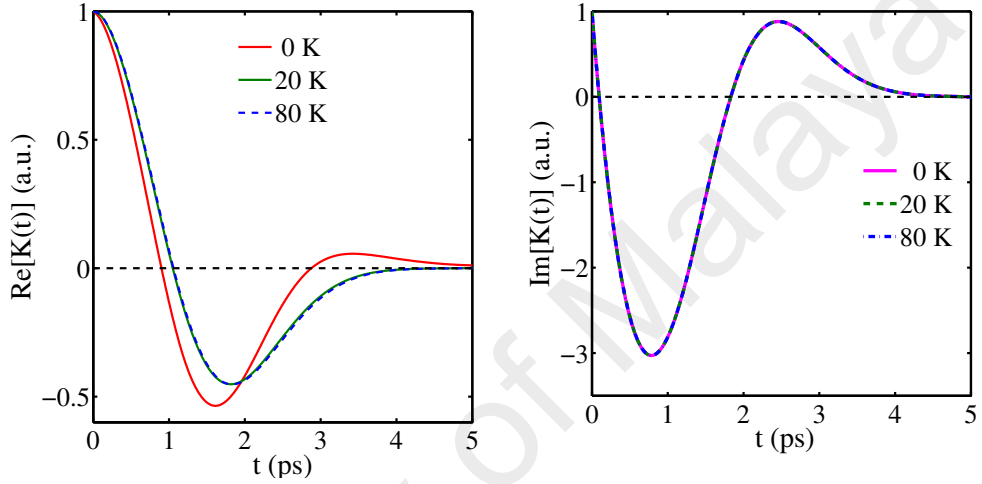 Re[K(t)] (a.u.)
1
0.5
0
−0.5
0 1 2 3 4 5
t (ps)
0 K
20 K
80 K
Im[K(t)] (a.u.)
1
0
−1
−2
−3
0 1 2 3 4 5
t (ps)
0 K
20 K
80 K
of Malaya